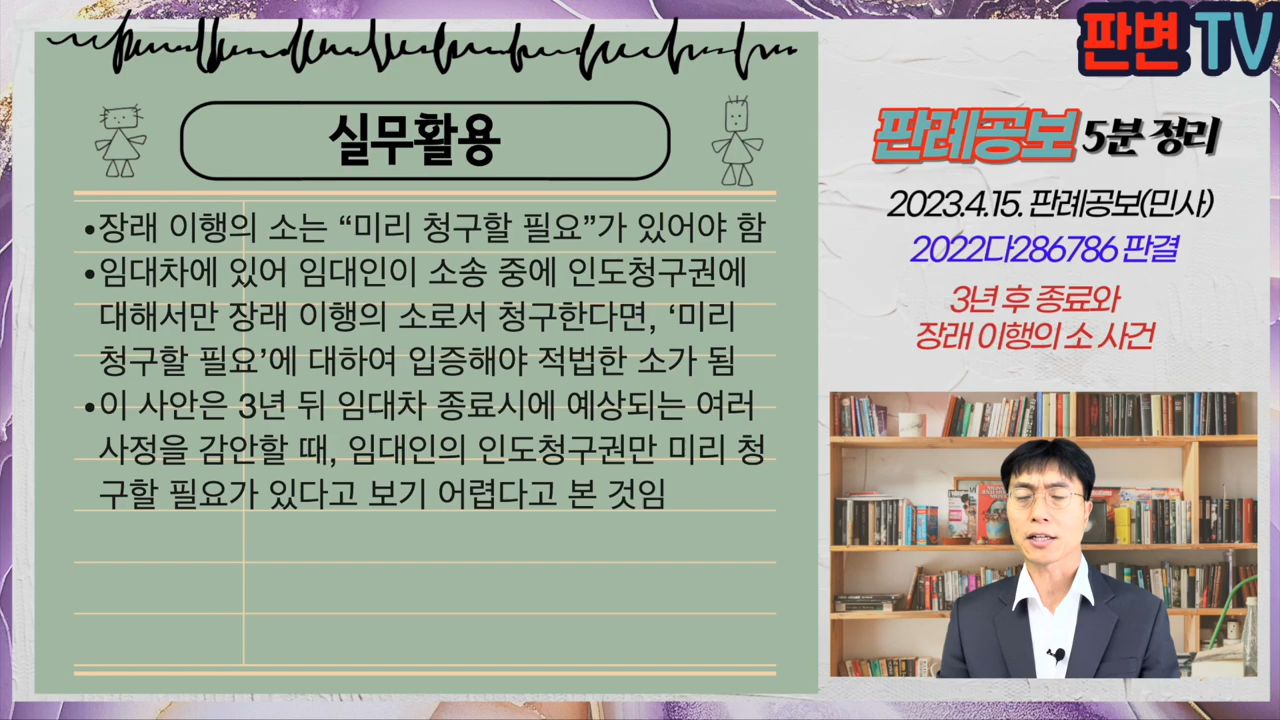 판변 TV
실무활용
•장래 이행의 소는 “미리 청구할 필요”가 있어야 함
•임대차에 있어 임대인이 소송 중에 인도청구권에
대해서만 장래 이행의 소로서 청구한다면, ‘미리
청구할 필요’에 대하여 입증해야 적법한 소가 됨
•이 사안은 3년 뒤 임대차 종료시에 예상되는 여러
사정을 감안할 때, 임대인의 인도청구권만 미리 청
구할 필요가 있다고 보기 어렵다고 본 것임
판례공보 5분 정리
2023.4.15. 판례공보(민사)
2022다286786 판결
3년 후 종료와
장래 이행의 소 사건